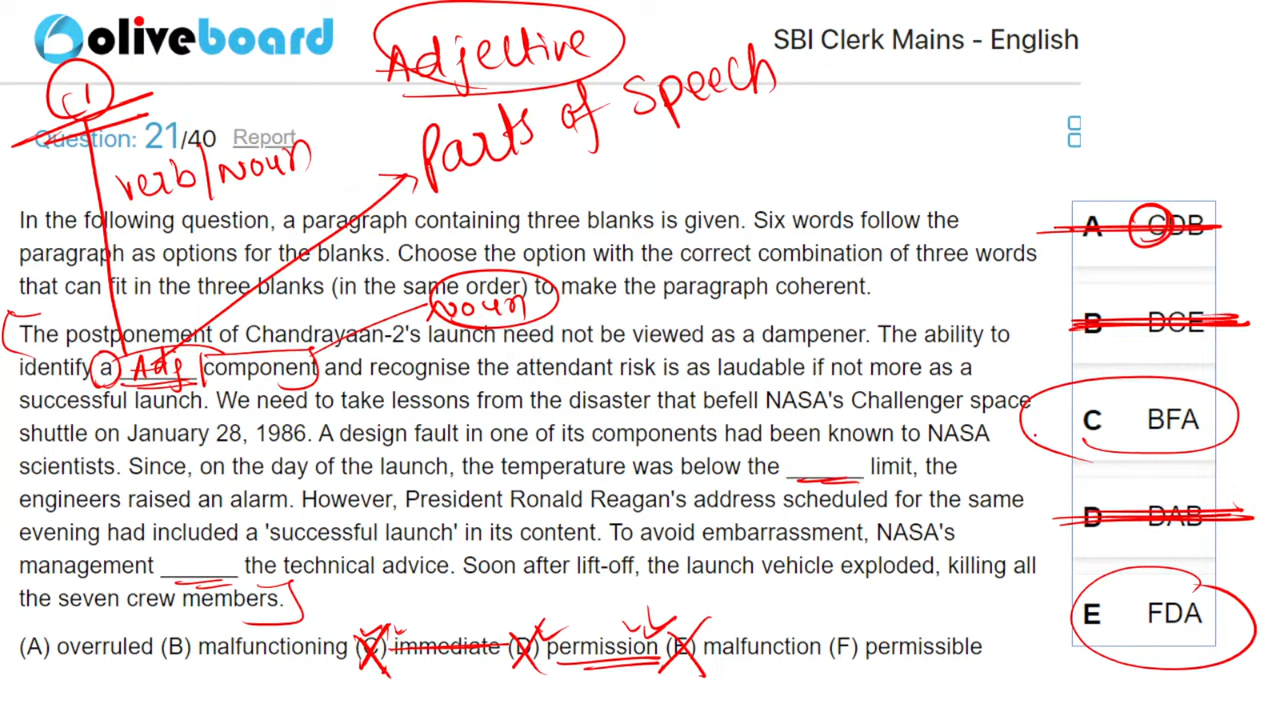 oliveboard
SBI Clerk Mains - English
Adjective
Parts of Speech
C1
verb/Noun
Question: 21/40 Report
In the following question, a paragraph containing three blanks is given. Six words follow the
paragraph as options for the blanks. Choose the option with the correct combination of three words
that can fit in the three blanks (in the same order) to make the paragraph coherent.
Noun
The postponement of Chandrayaan-2's launch need not be viewed as a dampener. The ability to
identify a Adj component and recognise the attendant risk is as laudable if not more as a
successful launch. We need to take lessons from the disaster that befell NASA's Challenger space
shuttle on January 28, 1986. A design fault in one of its components had been known to NASA
scientists. Since, on the day of the launch, the temperature was below the ______ limit, the
engineers raised an alarm. However, President Ronald Reagan's address scheduled for the same
evening had included a 'successful launch' in its content. To avoid embarrassment, NASA's
management ______ the technical advice. Soon after lift-off, the launch vehicle exploded, killing all
the seven crew members.
(A) overruled (B) malfunctioning (C) immediate (D) permission (E) malfunction (F) permissible
A CDB
B DCE
C BFA
D DAB
E FDA